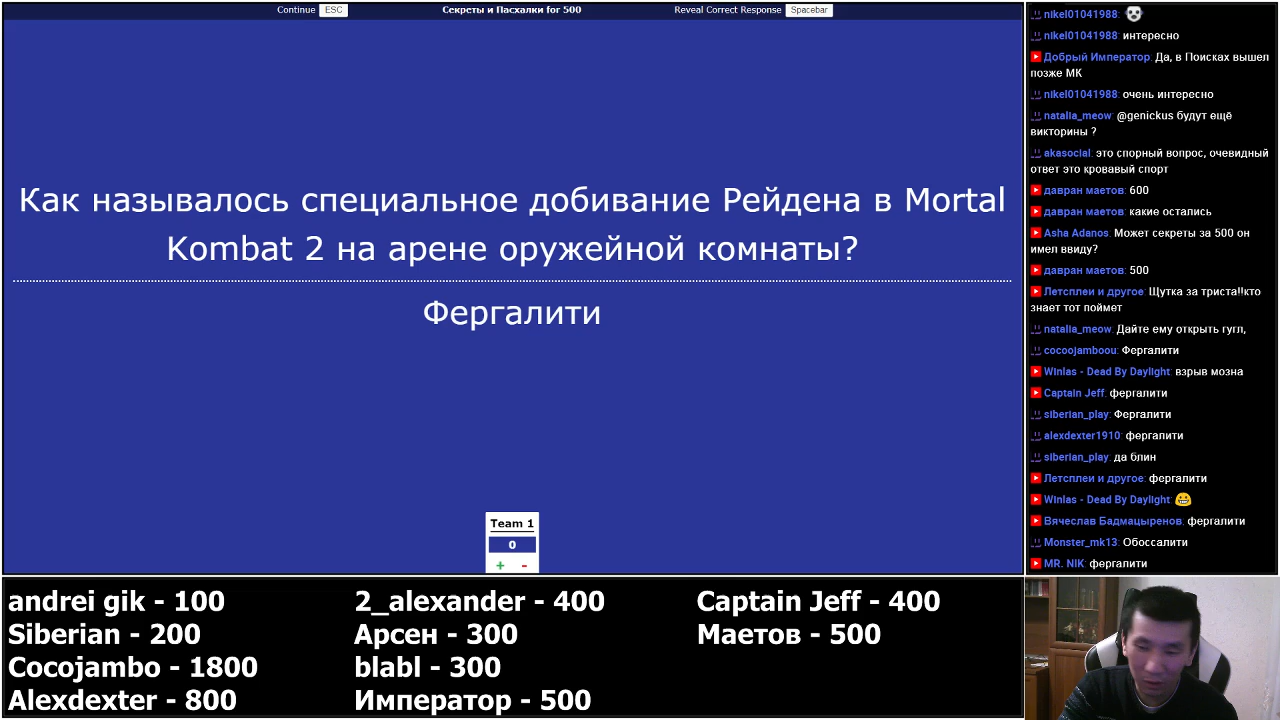 Continue ESC
Секреты и Пасхалки for 500
Reveal Correct Response Spacebar
Как называлось специальное добивание Рейдена в Mortal
Kombat 2 на арене оружейной комнаты?
Фергалити
Team 1
0
+ -
nikel01041988:
nikel01041988: интересно
Добрый Император: Да, в Поисках вышел
позже МК
nikel01041988: очень интересно
natalia_meow: @genickus будут ещё
викторины ?
akasocial: это спорный вопрос, очевидный
ответ это кровавый спорт
давран маетов: 600
давран маетов: какие остались
Asha Adanos: Может секреты за 500 он
имел ввиду?
давран маетов: 500
Летсплеи и другое: Щутка за триста!!кто
знает тот поймет
natalia_meow: Дайте ему открыть гугл,
cocoojamboou: Фергалити
Winlas - Dead By Daylight: взрыв мозна
Captain Jeff: фергалити
siberian_play: Фергалити
alexdexter1910: фергалити
siberian_play: да блин
Летсплеи и другое: фергалити
Winlas - Dead By Daylight:
Вячеслав Бадмацыренов: фергалити
Monster_mk13: Обоссалити
MR. NIK: фергалити
andrei gik - 100
Siberian - 200
Cocojambo - 1800
Alexdexter - 800
2_alexander - 400
Арсен - 300
blabl - 300
Император - 500
Captain Jeff - 400
Маетов - 500